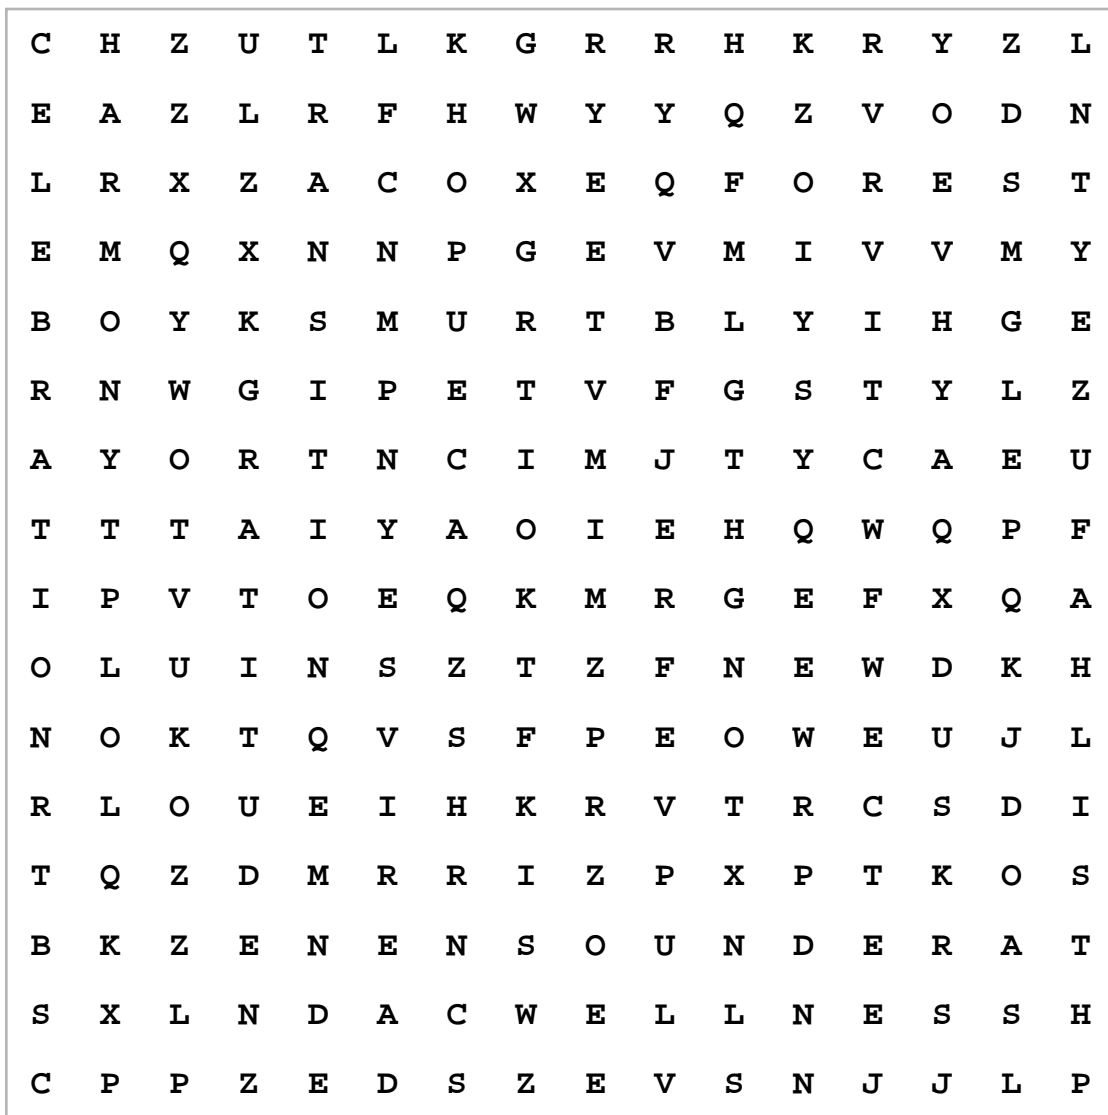 C H Z U T L K G R R H K R Y Z L
E A Z L R F H W Y Y Q Z V O D N
L R X Z A C O X E Q F O R E S T
E M Q X N N P G E V M I V V M Y
B O Y K S M U R T B L Y I H G E
R N W G I P E T V F G S T Y L Z
A Y O R T N C I M J T Y C A E U
T T T A I Y A O I E H Q W Q P F
I P V T O E Q K M R G E F X Q A
O L U I N S Z T Z F N E W D K H
N O K T Q V S F P E O W E U J L
R L O U E I H K R V T R C S D I
T Q Z D M R R I Z P X P T K O S
B K Z E N E N S O U N D E R A T
S X L N D A C W E L L N E S S H
C P P Z E D S Z E V S N J J L P